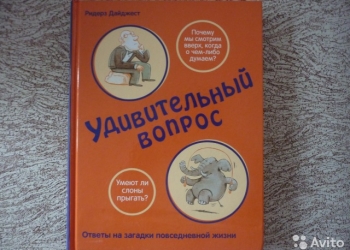 Ридерз Дайджест
Почему
мы смотрим
вверх, когда
о чем-либо
думаем?
Удивительный
вопрос
Умеют ли
слоны
прыгать?
Ответы на загадки повседневной жизни
Avito